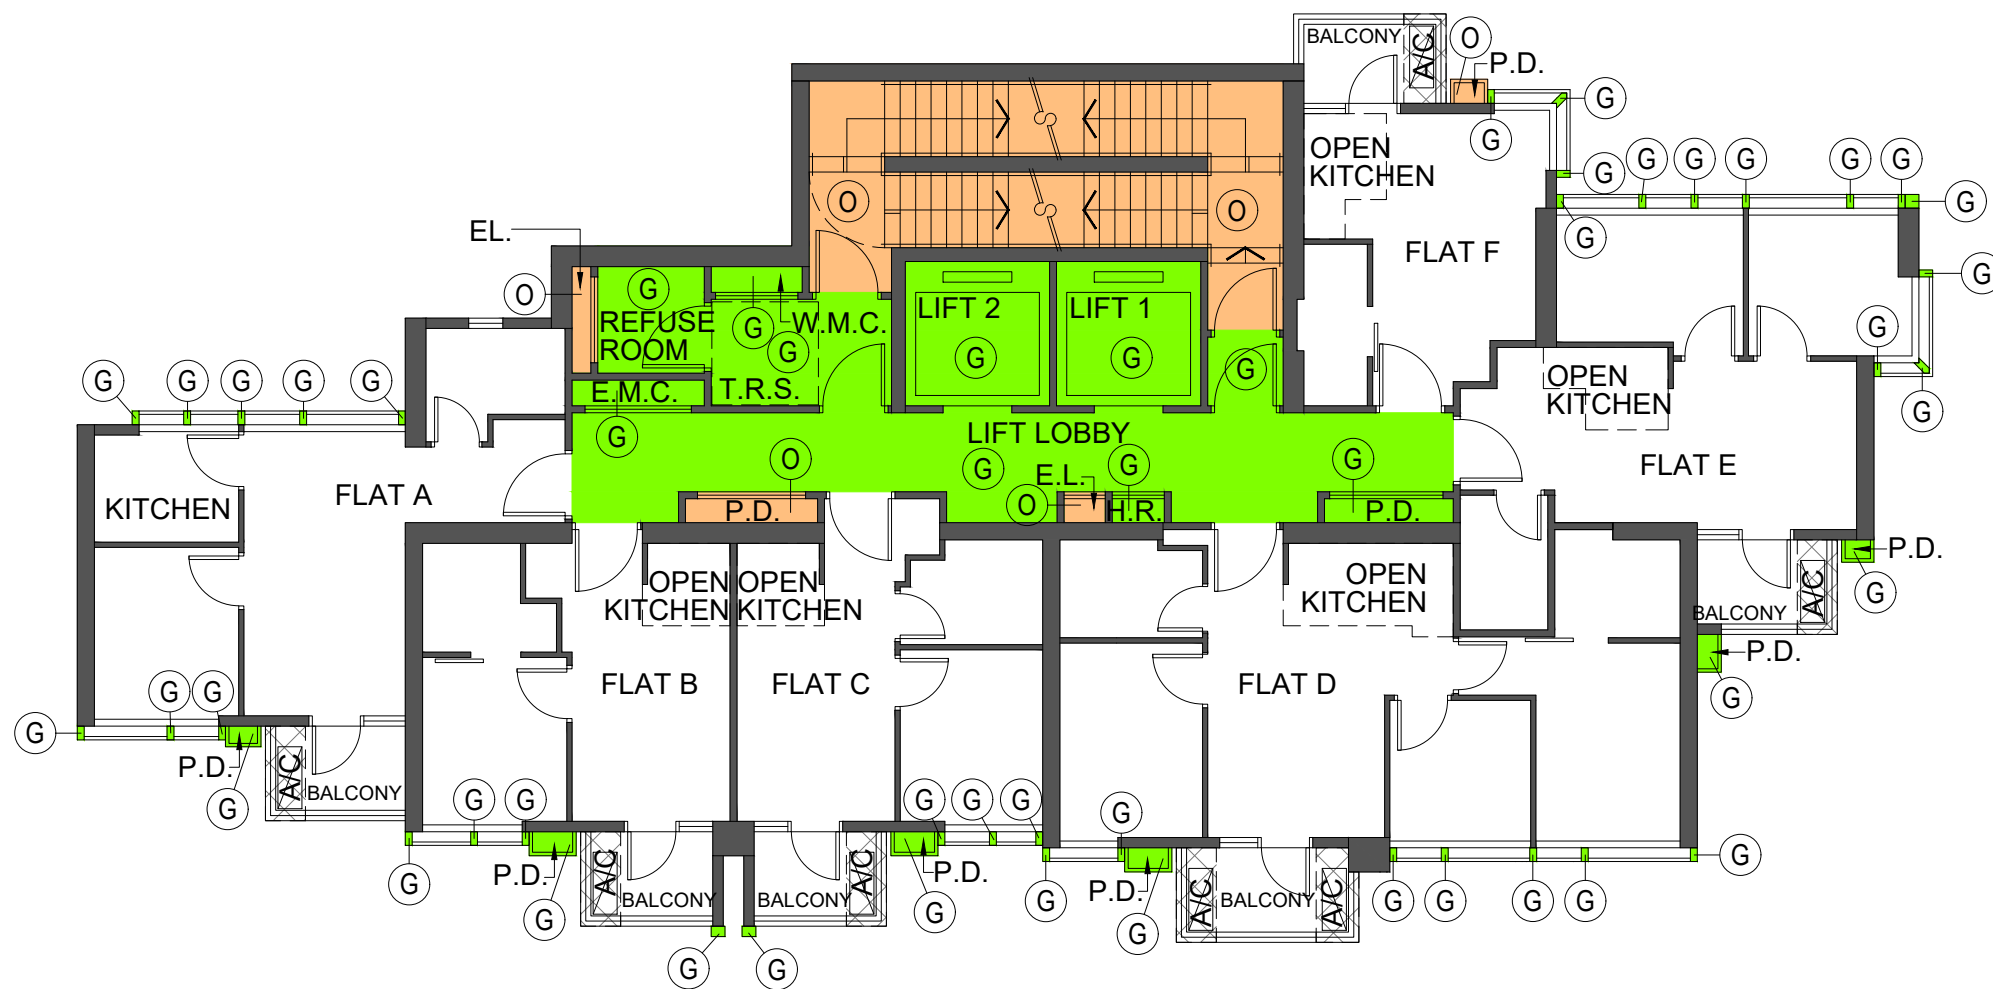 BALCONY
A/C
O
P.D.
G
G
OPEN
KITCHEN
G
G
G
G
G
G
G
G
G
FLAT F
O
O
EL.
O
G
REFUSE
ROOM
G
W.M.C.
G
LIFT 2
G
LIFT 1
G
G
G
G
G
OPEN
KITCHEN
G
G
G
G
G
G
E.M.C.
T.R.S.
G
LIFT LOBBY
G
O
G
E.L.
O
G
H.R.
P.D.
P.D.
FLAT E
KITCHEN
FLAT A
P.D.
G
BALCONY
A/C
P.D.
G
OPEN
KITCHEN
OPEN
KITCHEN
OPEN
KITCHEN
FLAT B
FLAT C
FLAT D
G
G
G
P.D.
G
A/C
BALCONY
G
G
G
P.D.
G
A/C
BALCONY
G
BALCONY
A/C
G
G
G
G
P.D.
G
G
G
P.D.
G
A/C
BALCONY
A/C
G
G
G
G
G